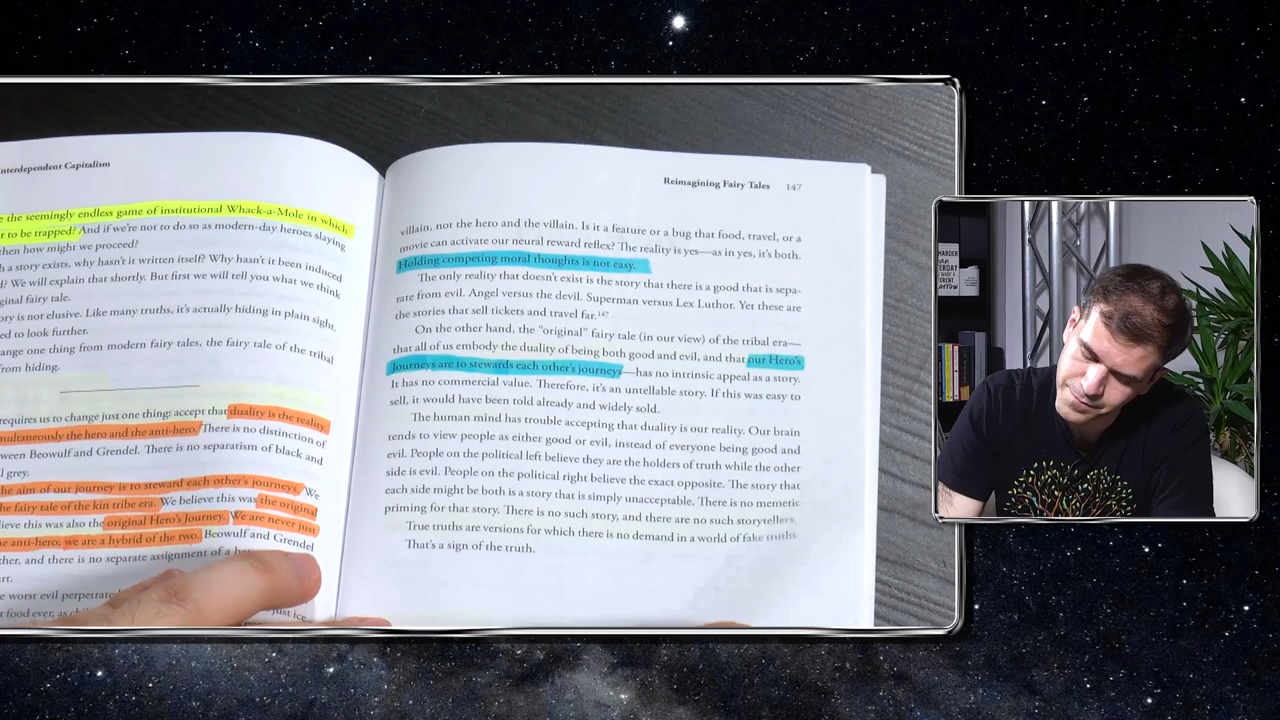 nterdependent Capitalism
e the seemingly endless game of institutional Whack-a-Mole in which
r to be trapped? And if we're not to do so as modern-day heroes slaying
then how might we proceed?
h a story exists, why hasn't it written itself? Why hasn't it been induced
d? We will explain that shortly. But first we will tell you what we think
ginal fairy tale.
ory is not elusive. Like many truths, it's actually hiding in plain sight.
ed to look further.
ange one thing from modern fairy tales, the fairy tale of the tribal
from hiding.
requires us to change just one thing: accept that duality is the reality.
multaneously the hero and the anti-hero. There is no distinction of
ween Beowulf and Grendel. There is no separatism of black and
ll grey.
he aim of our journey is to steward each other's journeys. We
the fairy tale of the kin tribe era. We believe this was the original
lieve this was also the original Hero's Journey. We are never just
e anti-hero; we are a hybrid of the two. Beowulf and Grendel
ther, and there is no separate assignment of a
rt.
e worst evil perpetrate
t food ever, as
just ice
Reimagining Fairy Tales 147
villain, not the hero and the villain. Is it a feature or a bug that food, travel, or a
movie can activate our neural reward reflex? The reality is yes—as in yes, it's both.
Holding competing moral thoughts is not easy.
The only reality that doesn't exist is the story that there is a good that is sepa-
rate from evil. Angel versus the devil. Superman versus Lex Luthor. Yet these are
the stories that sell tickets and travel far.147
On the other hand, the "original" fairy tale (in our view) of the tribal era—
that all of us embody the duality of being both good and evil, and that our Hero's
Journeys are to stewards each other's journeys—has no intrinsic appeal as a story.
It has no commercial value. Therefore, it's an untellable story. If this was easy to
sell, it would have been told already and widely sold.
The human mind has trouble accepting that duality is our reality. Our brain
tends to view people as either good or evil, instead of everyone being good and
evil. People on the political left believe they are the holders of truth while the other
side is evil. People on the political right believe the exact opposite. The story that
each side might be both is a story that is simply unacceptable. There is no memetic
priming for that story. There is no such story, and there are no such storytellers.
True truths are versions for which there is no demand in a world of fake truths.
That's a sign of the truth.
HARDER
YESTERDAY